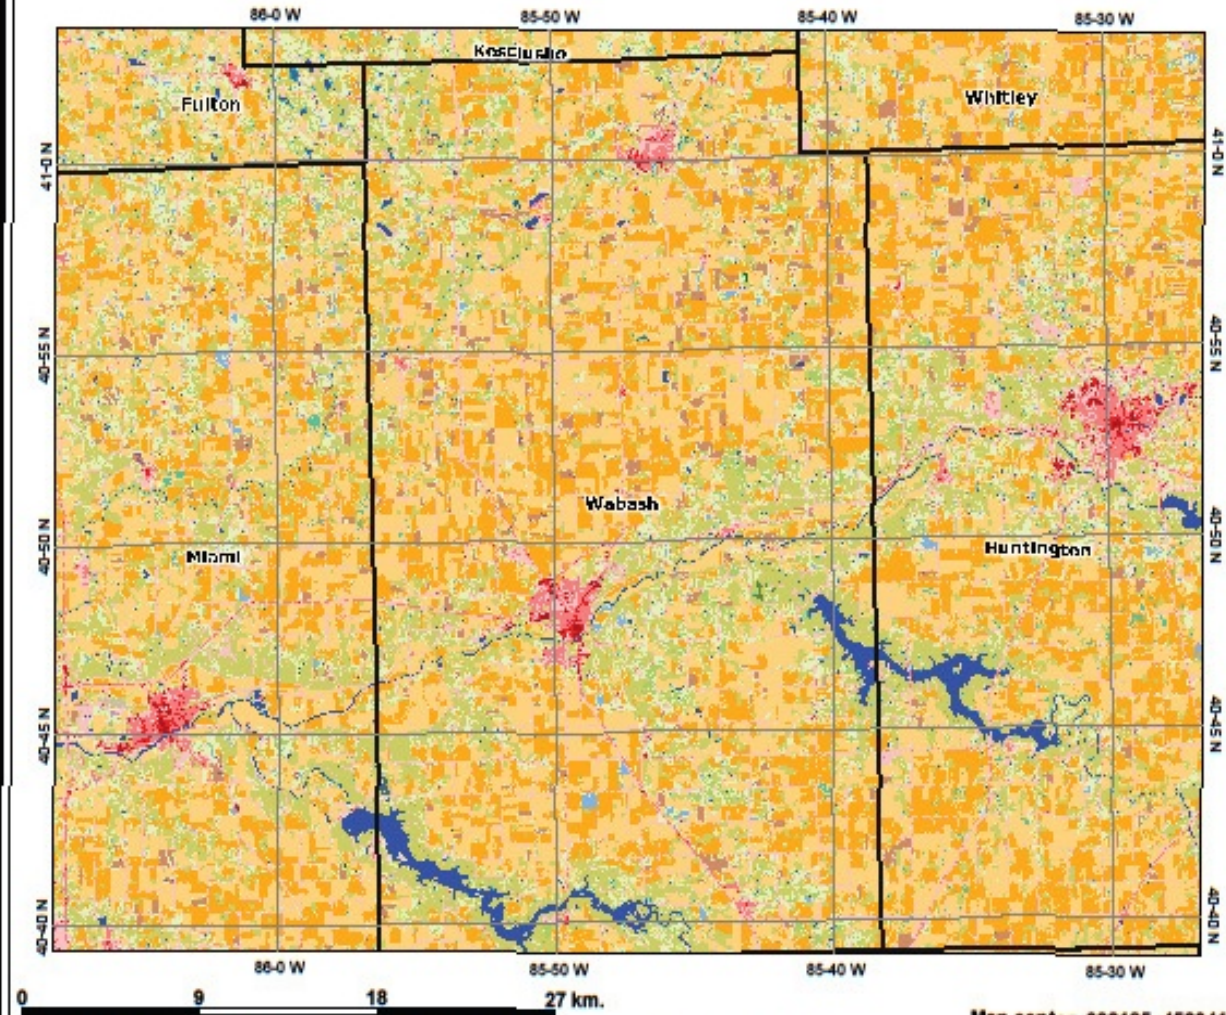 86-0 W 85-50 W 85-40 W 85-30 W
Kosciusko
Fulton
Whitley
41-0 N
41-0 N
40-55 N
40-55 N
Wabash
40-50 N
40-50 N
Miami
Huntington
40-45 N
40-45 N
40-40 N
40-40 N
86-0 W 85-50 W 85-40 W 85-30 W
0 9 18 27 km.